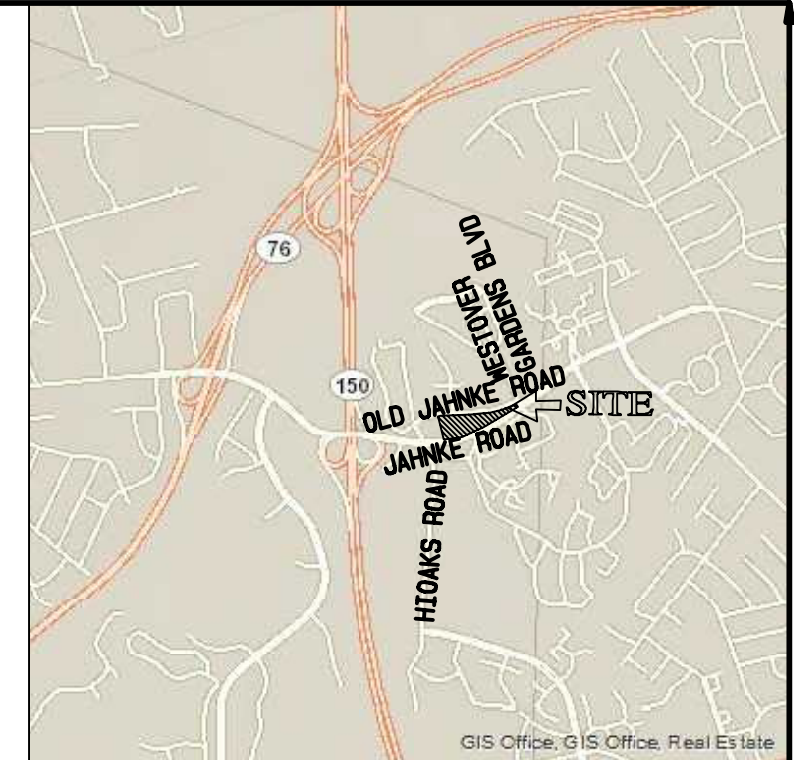 76
WESTOVER
GARDENS BLVD
150
OLD JAHNKE ROAD
SITE
JAHNKE ROAD
HIOAKS ROAD
GIS Office, GIS Office, Real Estate